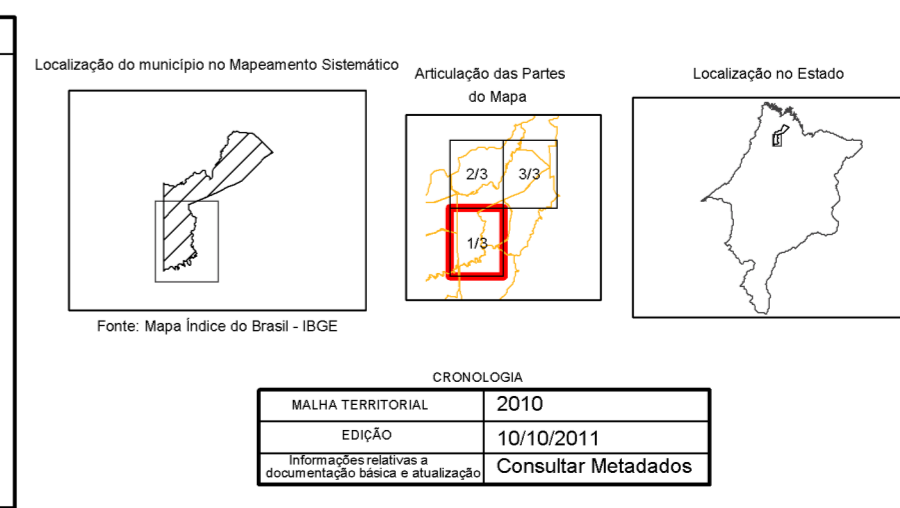 Localização do município no Mapeamento Sistemático
Articulação das Partes
do Mapa
Localização no Estado
2/3
3/3
1/3
Fonte: Mapa Índice do Brasil - IBGE
CRONOLOGIA
MALHA TERRITORIAL
2010
EDIÇÃO
10/10/2011
Informações relativas a
documentação básica e atualização
Consultar Metadados